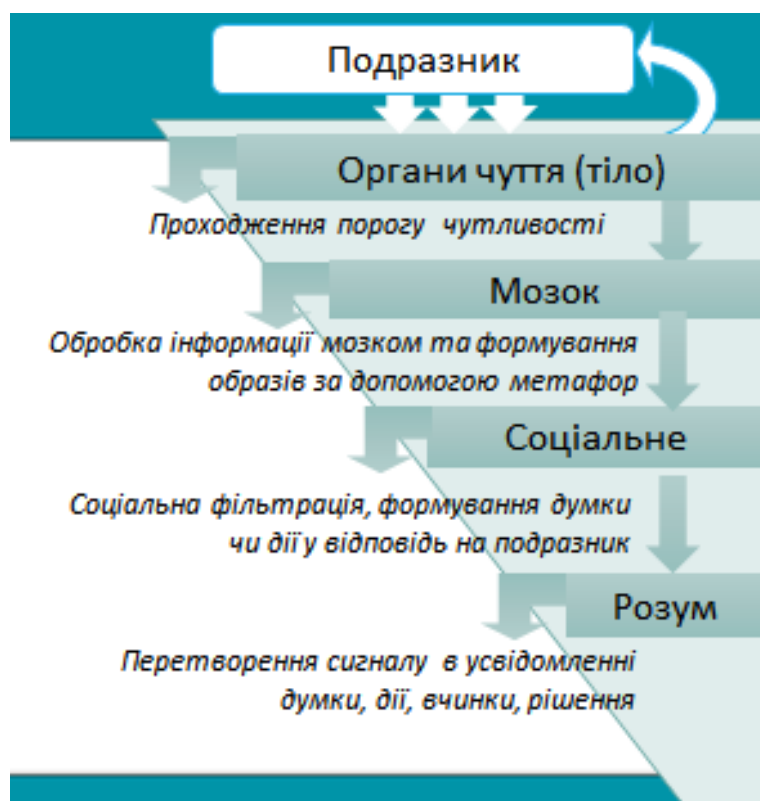 Подразник
Органи чуття (тіло)
Проходження порогу чутливості
Мозок
Обробка інформації мозком та формування
образів за допомогою метафор
Соціальне
Соціальна фільтрація, формування думки
чи дії у відповідь на подразник
Розум
Перетворення сигналу в усвідомленні
думки, дії, вчинки, рішення